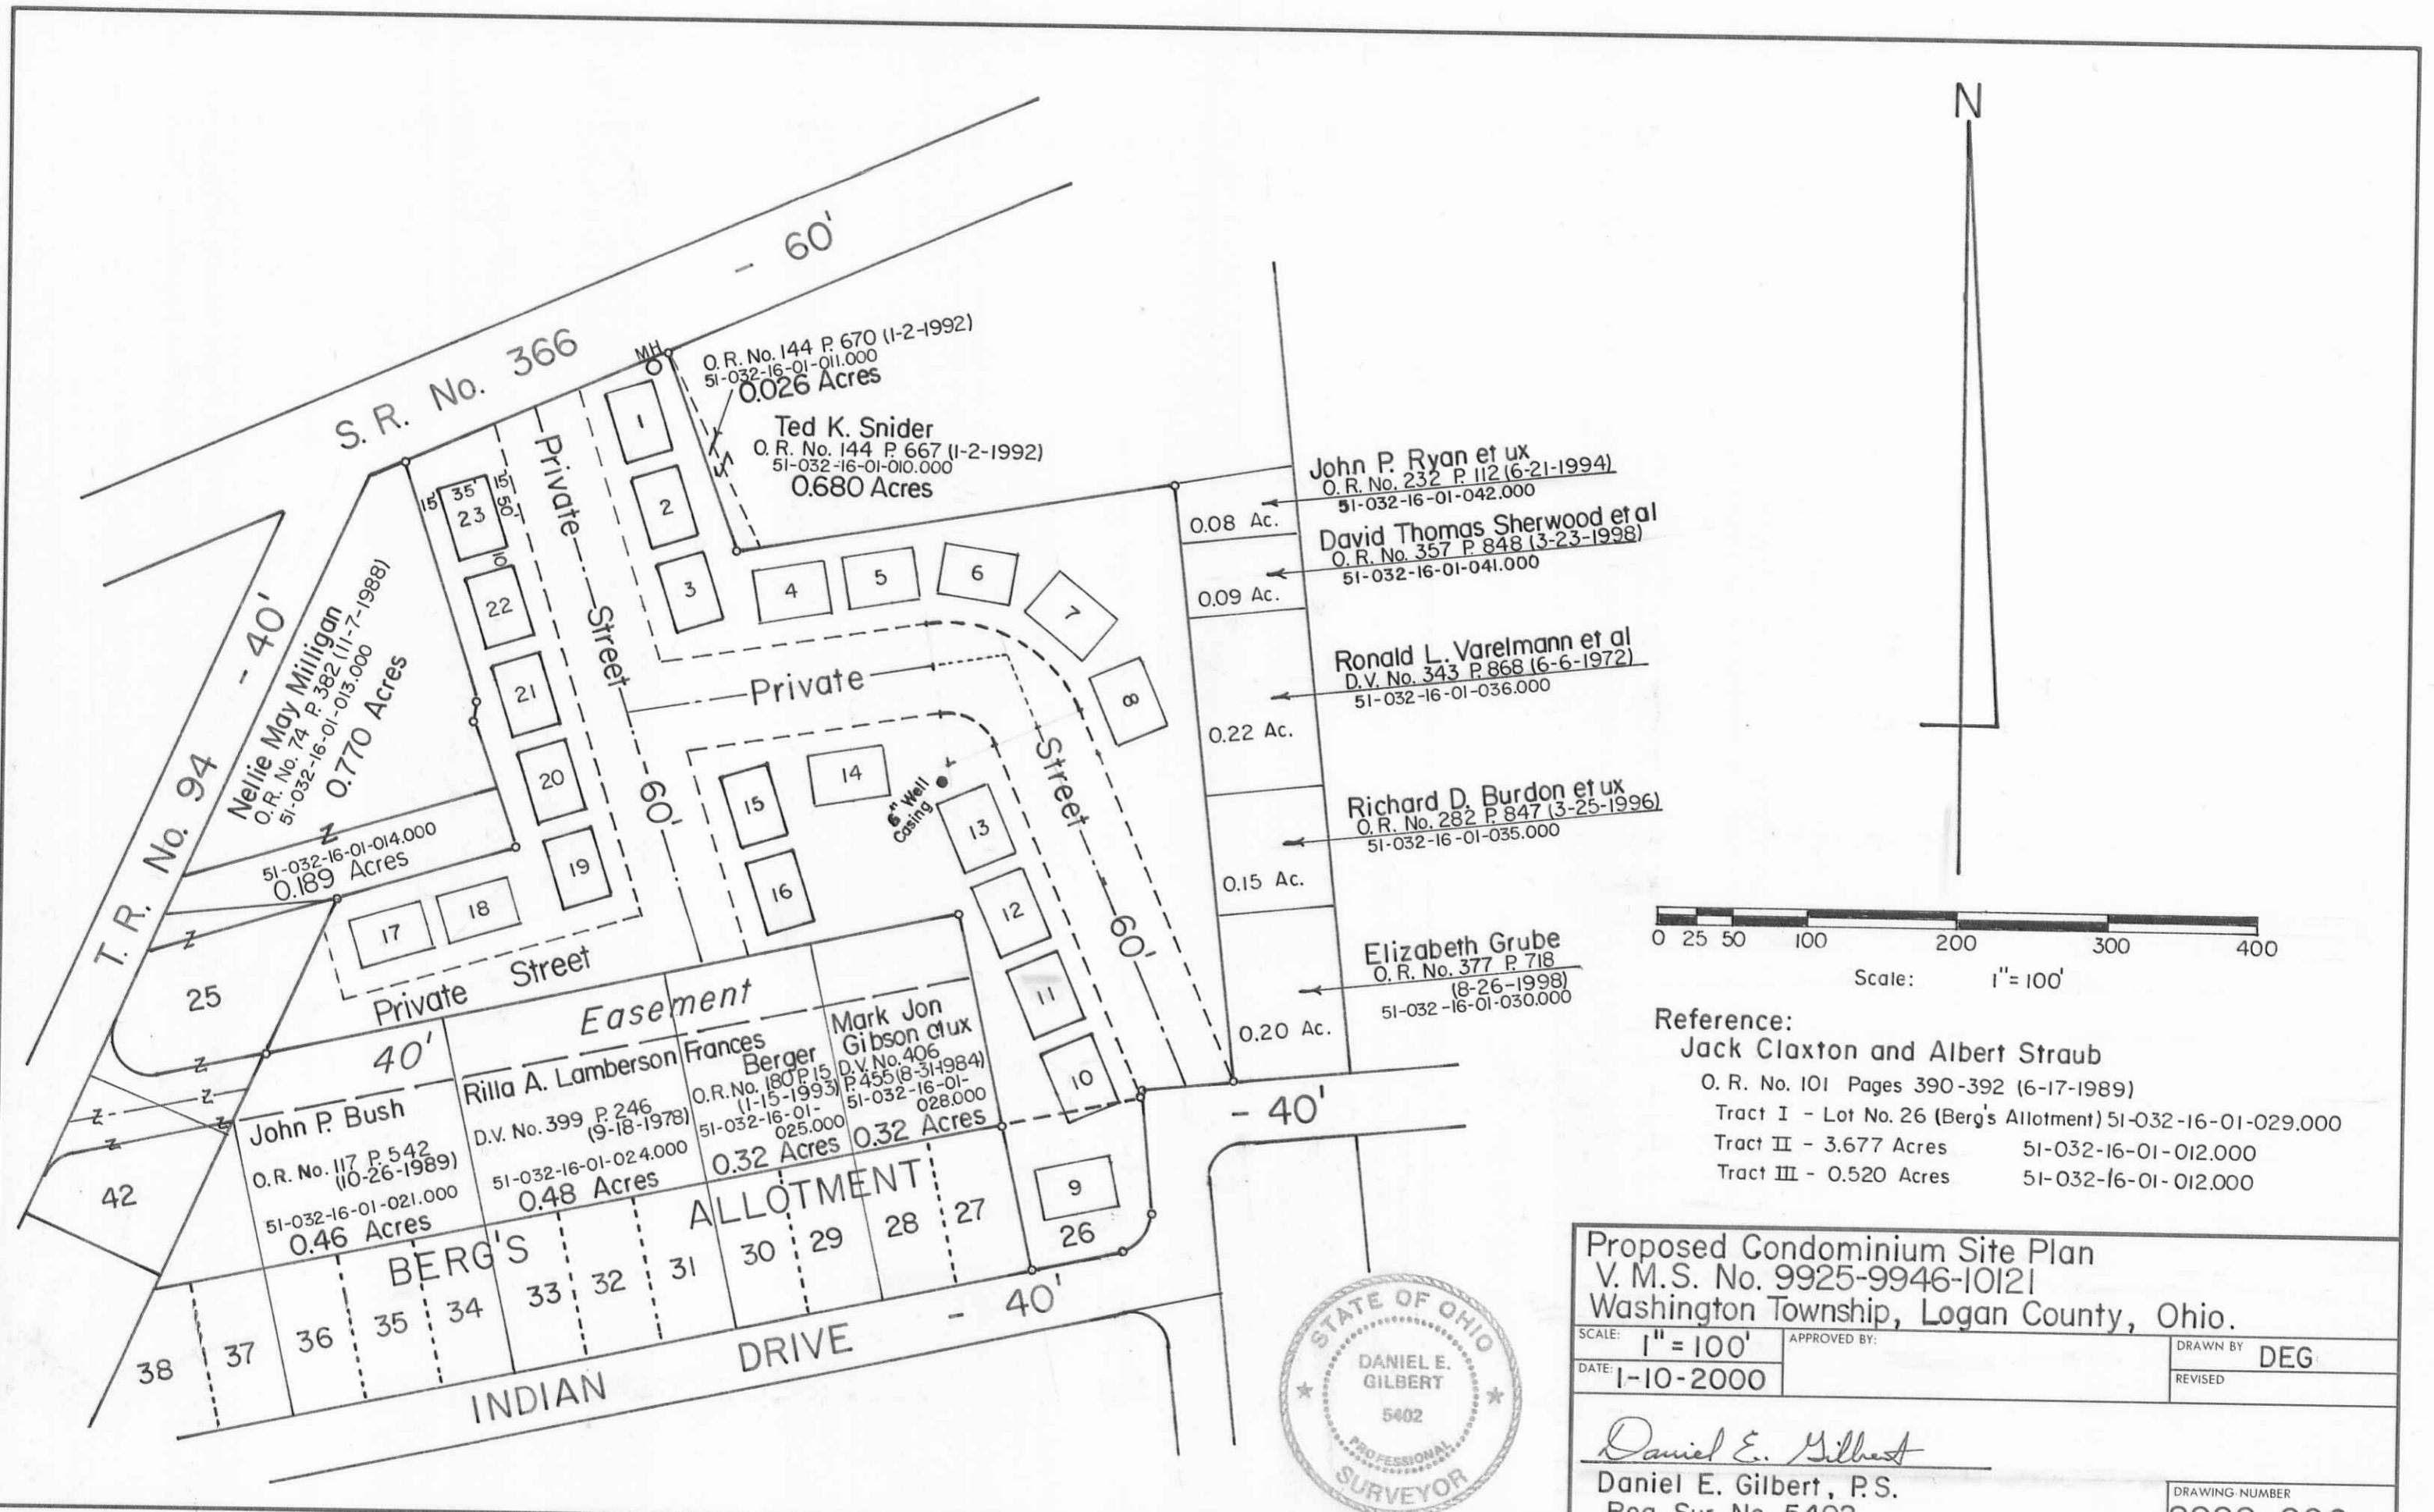 N
S. R. No. 366 - 60'
MH
O. R. No. 144 P. 670 (1-2-1992)
51-032-16-01-011.000
0.026 Acres
Ted K. Snider
O. R. No. 144 P. 667 (1-2-1992)
51-032-16-01-010.000
0.680 Acres
T. R. No. 94 - 40'
Nellie May Milligan
O. R. No. 74 P. 382 (11-7-1988)
51-032-16-01-013.000
0.770 Acres
51-032-16-01-014.000
0.189 Acres
Private Street 60'
Private Street 60'
Private Street
15' 35' 15'
50'
10'
23
22
21
20
19
18
17
1
2
3
4
5
6
7
8
14
15
16
13
12
11
10
9
26
6" Well
Casing
0.08 Ac.
0.09 Ac.
0.22 Ac.
0.15 Ac.
0.20 Ac.
John P. Ryan et ux
O. R. No. 232 P. 112 (6-21-1994)
51-032-16-01-042.000
David Thomas Sherwood et al
O. R. No. 357 P. 848 (3-23-1998)
51-032-16-01-041.000
Ronald L. Varelmann et al
D.V. No. 343 P. 868 (6-6-1972)
51-032-16-01-036.000
Richard D. Burdon et ux
O. R. No. 282 P. 847 (3-25-1996)
51-032-16-01-035.000
Elizabeth Grube
O. R. No. 377 P. 718
(8-26-1998)
51-032-16-01-030.000
25
42
40' Easement
John P. Bush
O.R. No. 117 P. 542
(10-26-1989)
51-032-16-01-021.000
0.46 Acres
Rilla A. Lamberson
D.V. No. 399 P. 246
(9-18-1978)
51-032-16-01-024.000
0.48 Acres
Frances
Berger
O.R. No. 180 P. 15
(1-15-1993)
51-032-16-01-
025.000
0.32 Acres
Mark Jon
Gibson et ux
D.V. No. 406
P. 455 (8-31-1984)
51-032-16-01-
028.000
0.32 Acres
- 40'
BERG'S ALLOTMENT
38 37 36 35 34 33 32 31 30 29 28 27
INDIAN DRIVE - 40'
0 25 50 100 200 300 400
Scale: 1"= 100'
Reference:
Jack Claxton and Albert Straub
O. R. No. 101 Pages 390-392 (6-17-1989)
Tract I - Lot No. 26 (Berg's Allotment) 51-032-16-01-029.000
Tract II - 3.677 Acres 51-032-16-01-012.000
Tract III - 0.520 Acres 51-032-16-01-012.000
STATE OF OHIO
DANIEL E.
GILBERT
5402
PROFESSIONAL
SURVEYOR
Proposed Condominium Site Plan
V. M. S. No. 9925-9946-10121
Washington Township, Logan County, Ohio.
SCALE: 1" = 100'
APPROVED BY:
DRAWN BY DEG
DATE: 1-10-2000
REVISED
Daniel E. Gilbert
Daniel E. Gilbert, P.S.
Reg. Sur. No. 5402
DRAWING NUMBER